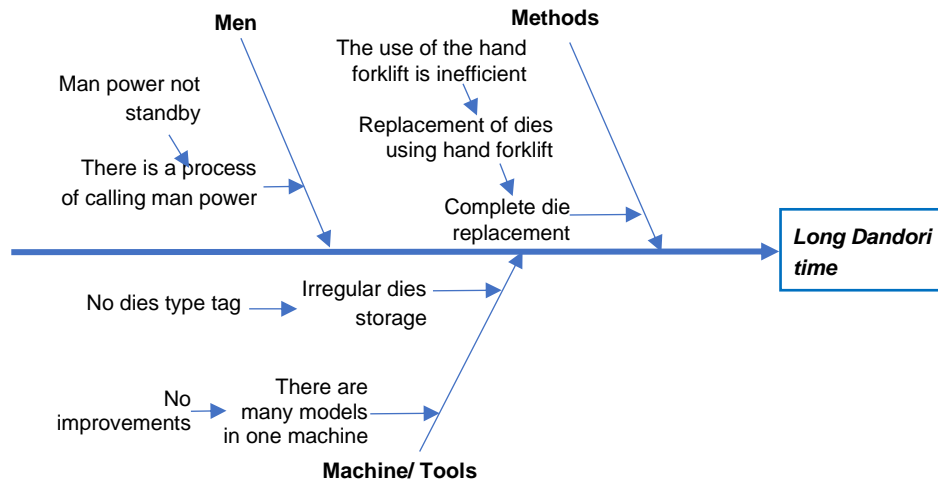 Men
Methods
The use of the hand
forklift is inefficient
Man power not
standby
Replacement of dies
using hand forklift
There is a process
of calling man power
Complete die
replacement
Long Dandori
time
No dies type tag
Irregular dies
storage
No
improvements
There are
many models
in one machine
Machine/ Tools